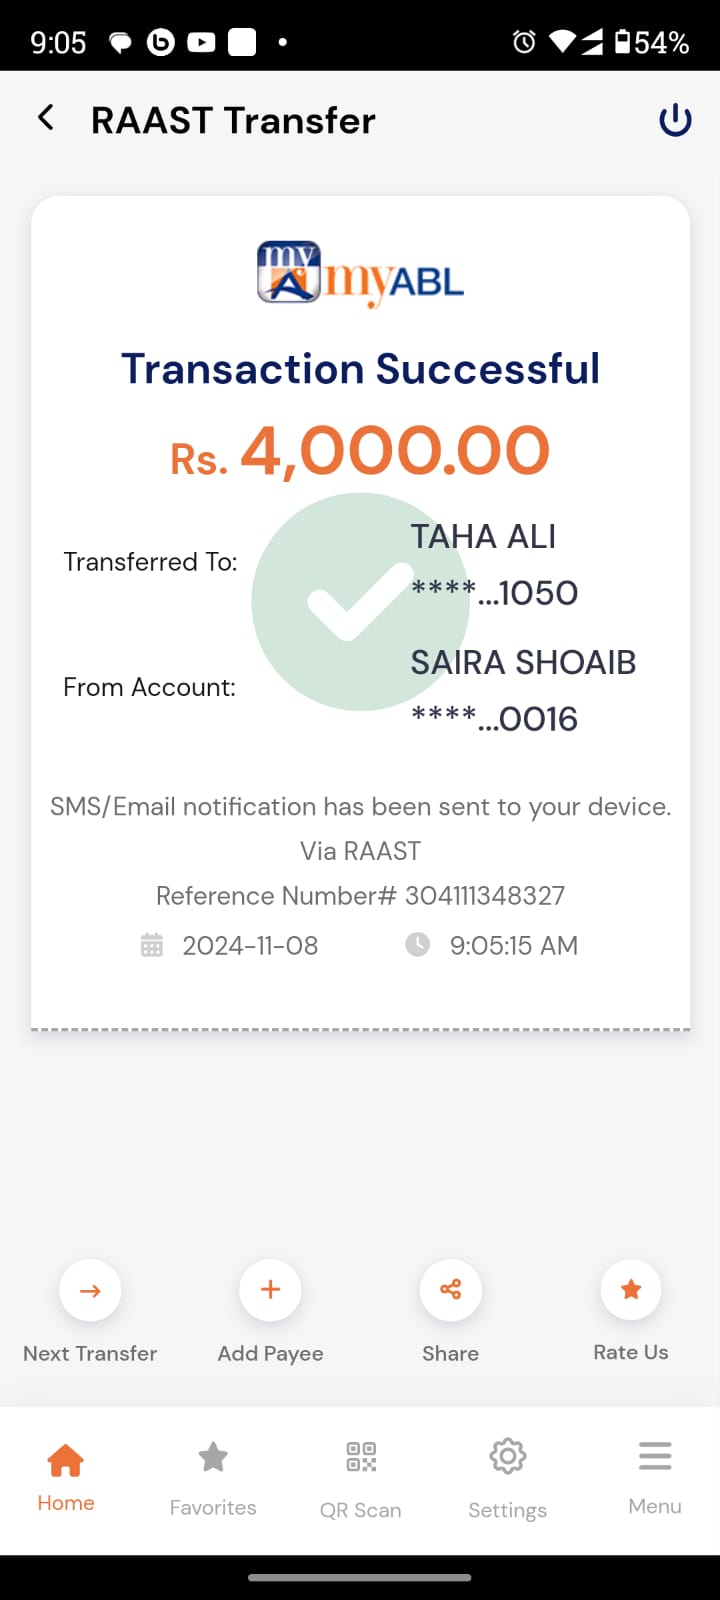 9:05 54%
RAAST Transfer
my myABL
Transaction Successful
Rs. 4,000.00
Transferred To: TAHA ALI
****...1050
From Account: SAIRA SHOAIB
****...0016
SMS/Email notification has been sent to your device.
Via RAAST
Reference Number# 304111348327
2024-11-08 9:05:15 AM
Next Transfer Add Payee Share Rate Us
Home Favorites QR Scan Settings Menu